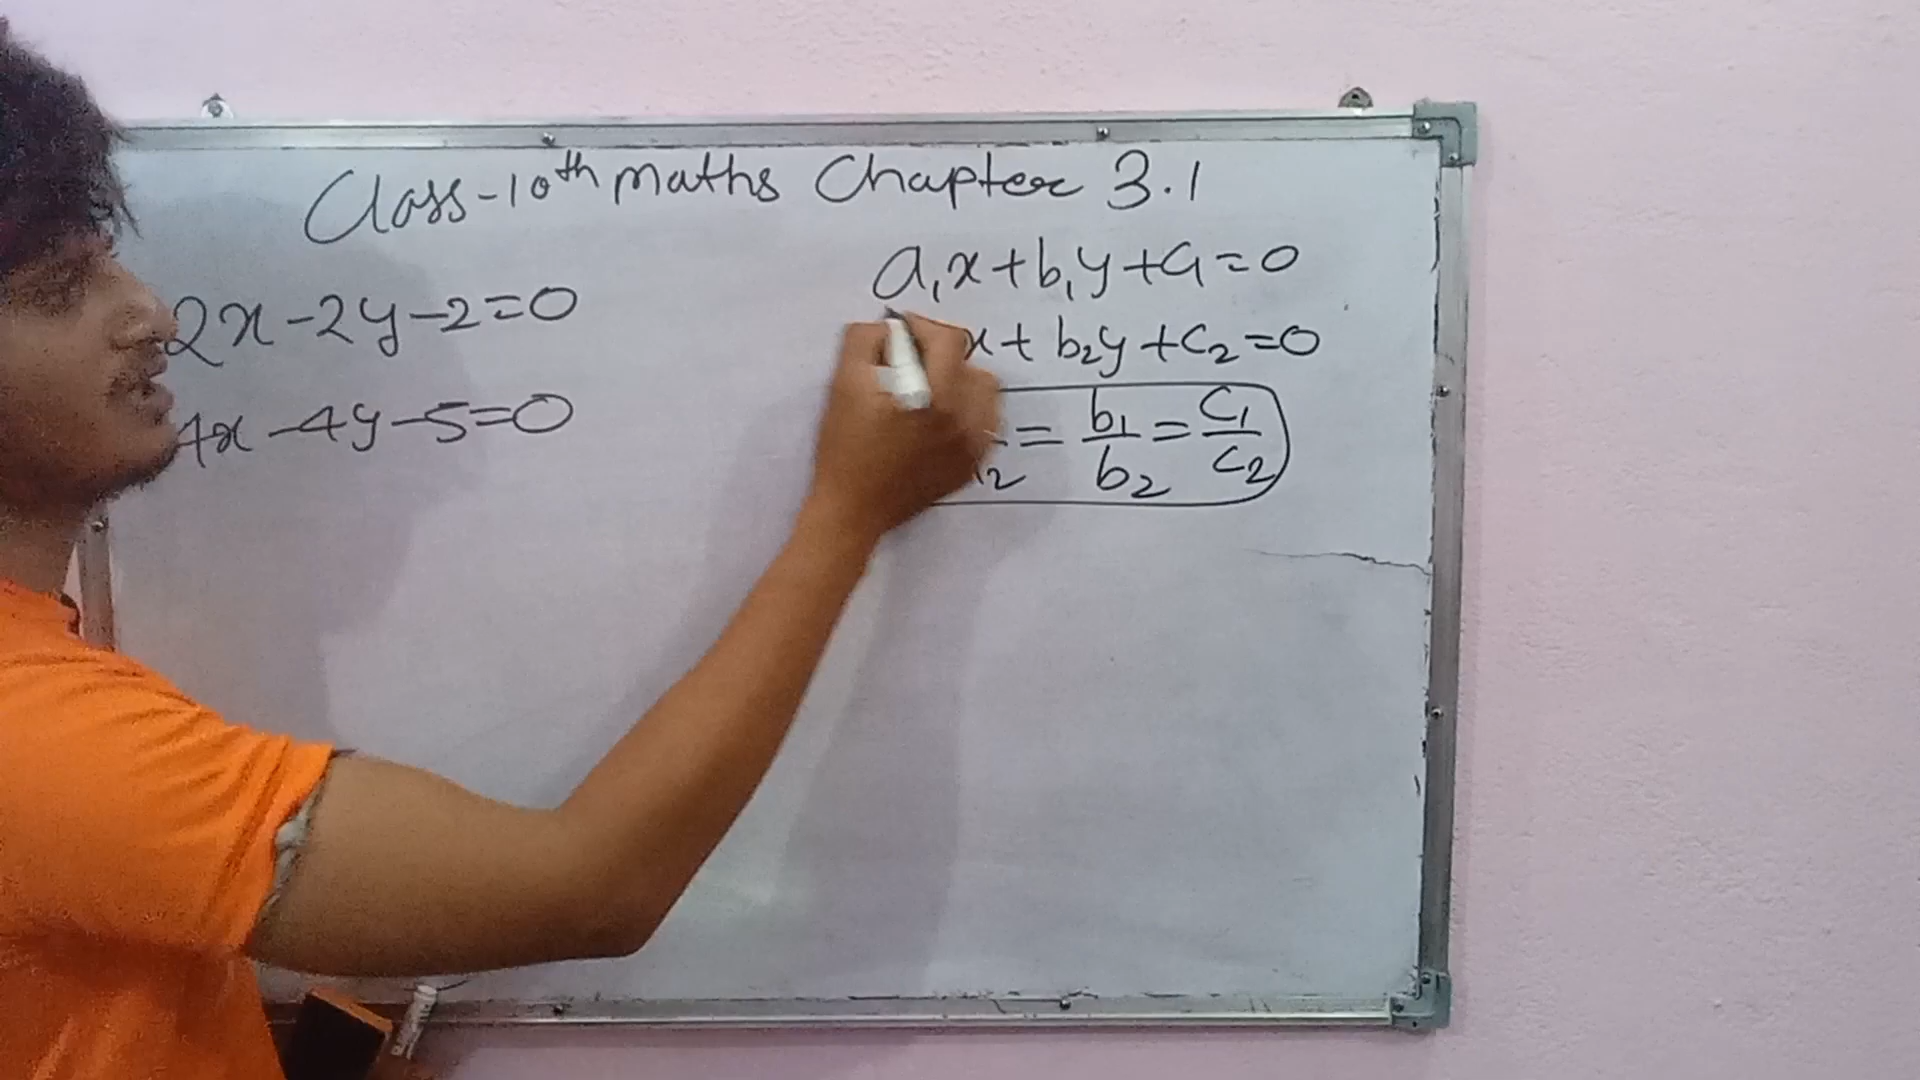 Class-10th maths Chapter 3.1
2x-2y-2=0
4x-4y-5=0
a₁x+b₁y+c₁=0
x+b₂y+c₂=0
₂ = b₁/b₂ = c₁/c₂